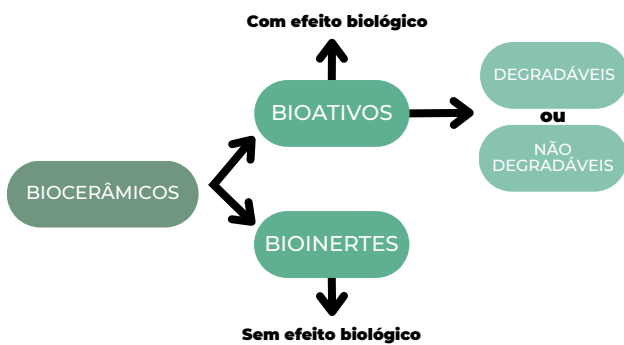 Com efeito biológico
BIOATIVOS
DEGRADÁVEIS
ou
NÃO
DEGRADÁVEIS
BIOCERÂMICOS
BIOINERTES
Sem efeito biológico